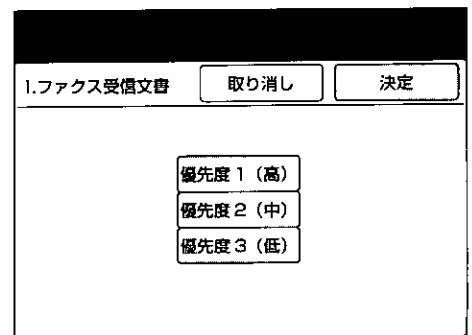 1.ファクス受信文書 取り消し 決定
優先度1（高）
優先度2（中）
優先度3（低）